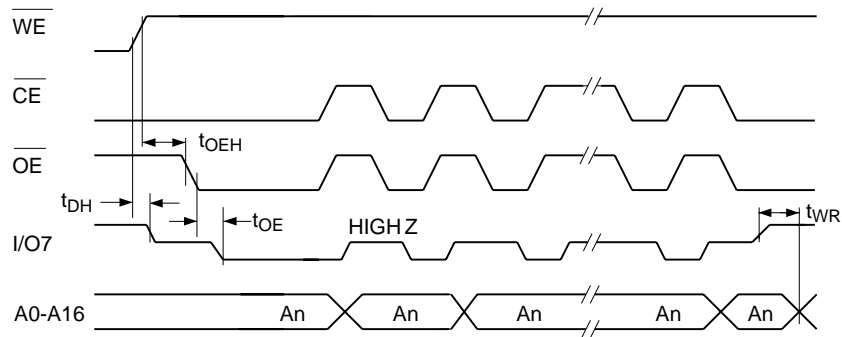 WE
CE
tOEH
OE
tDH
tOE
tWR
I/O7
HIGH Z
A0-A16
An An An An An